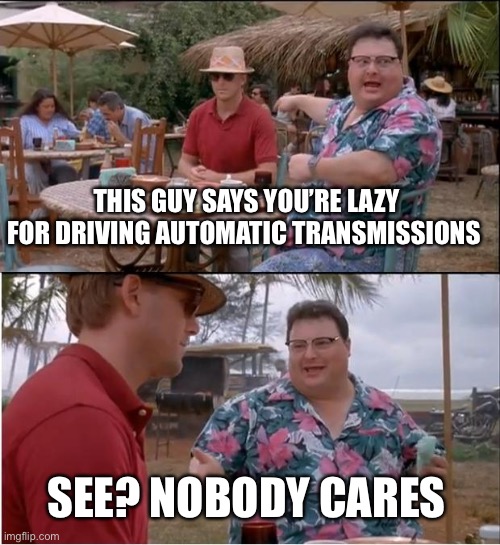 THIS GUY SAYS YOU'RE LAZY
FOR DRIVING AUTOMATIC TRANSMISSIONS
SEE? NOBODY CARES
imgflip.com